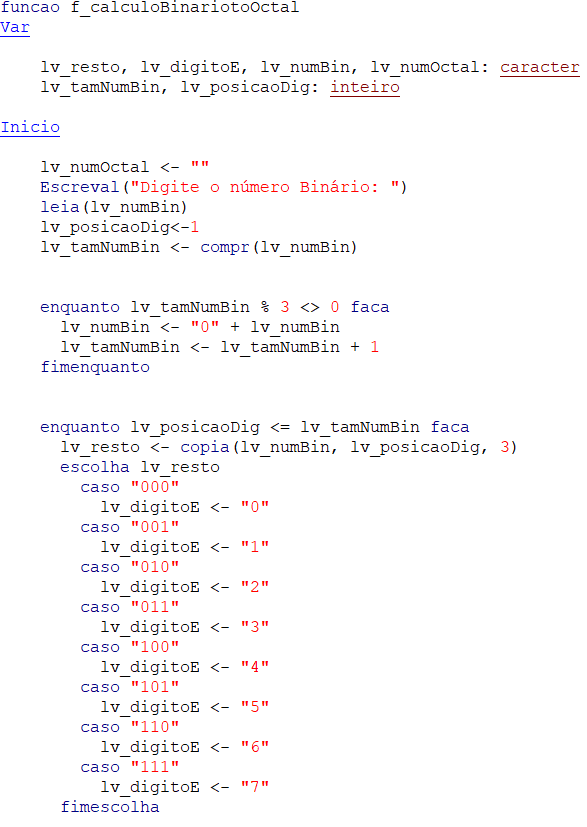 funcao f_calculoBinariotoOctal
Var
lv_resto, lv_digitoE, lv_numBin, lv_numOctal: caracter
lv_tamNumBin, lv_posicaoDig: inteiro
Inicio
lv_numOctal <- ""
Escreval("Digite o número Binário: ")
leia(lv_numBin)
lv_posicaoDig<-1
lv_tamNumBin <- compr(lv_numBin)
enquanto lv_tamNumBin % 3 <> 0 faca
lv_numBin <- "0" + lv_numBin
lv_tamNumBin <- lv_tamNumBin + 1
fimenquanto
enquanto lv_posicaoDig <= lv_tamNumBin faca
lv_resto <- copia(lv_numBin, lv_posicaoDig, 3)
escolha lv_resto
caso "000"
lv_digitoE <- "0"
caso "001"
lv_digitoE <- "1"
caso "010"
lv_digitoE <- "2"
caso "011"
lv_digitoE <- "3"
caso "100"
lv_digitoE <- "4"
caso "101"
lv_digitoE <- "5"
caso "110"
lv_digitoE <- "6"
caso "111"
lv_digitoE <- "7"
fimescolha